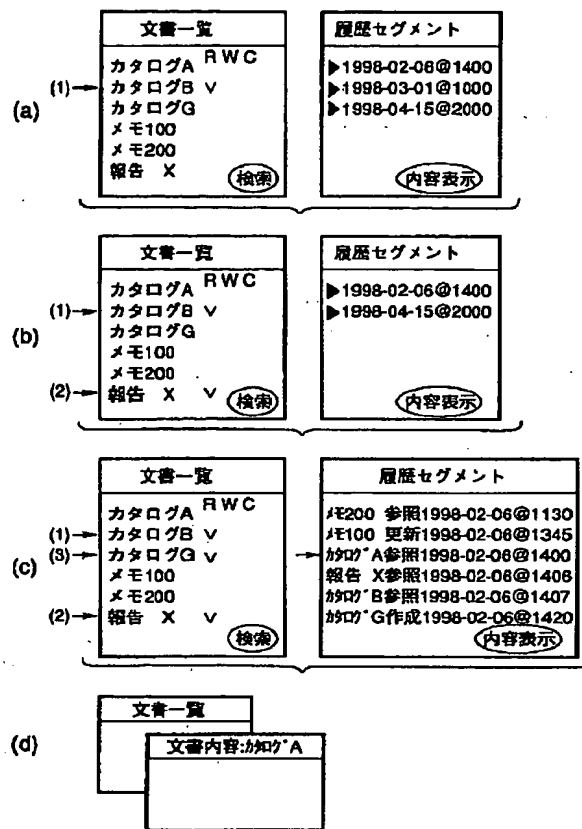 (a)
文書一覧
R W C
カタログA
(1) カタログB ∨
カタログG
メモ100
メモ200
報告 X
検索
履歴セグメント
▶1998-02-06@1400
▶1998-03-01@1000
▶1998-04-15@2000
内容表示
(b)
文書一覧
R W C
カタログA
(1) カタログB ∨
カタログG
メモ100
メモ200
(2) 報告 X ∨
検索
履歴セグメント
▶1998-02-06@1400
▶1998-04-15@2000
内容表示
(c)
文書一覧
R W C
カタログA
(1) カタログB ∨
(3) カタログG ∨
メモ100
メモ200
(2) 報告 X ∨
検索
履歴セグメント
メモ200 参照1998-02-06@1130
メモ100 更新1998-02-06@1345
カタログA参照1998-02-06@1400
報告 X参照1998-02-06@1406
カタログB参照1998-02-06@1407
カタログG作成1998-02-06@1420
内容表示
(d)
文書一覧
文書内容:カタログA